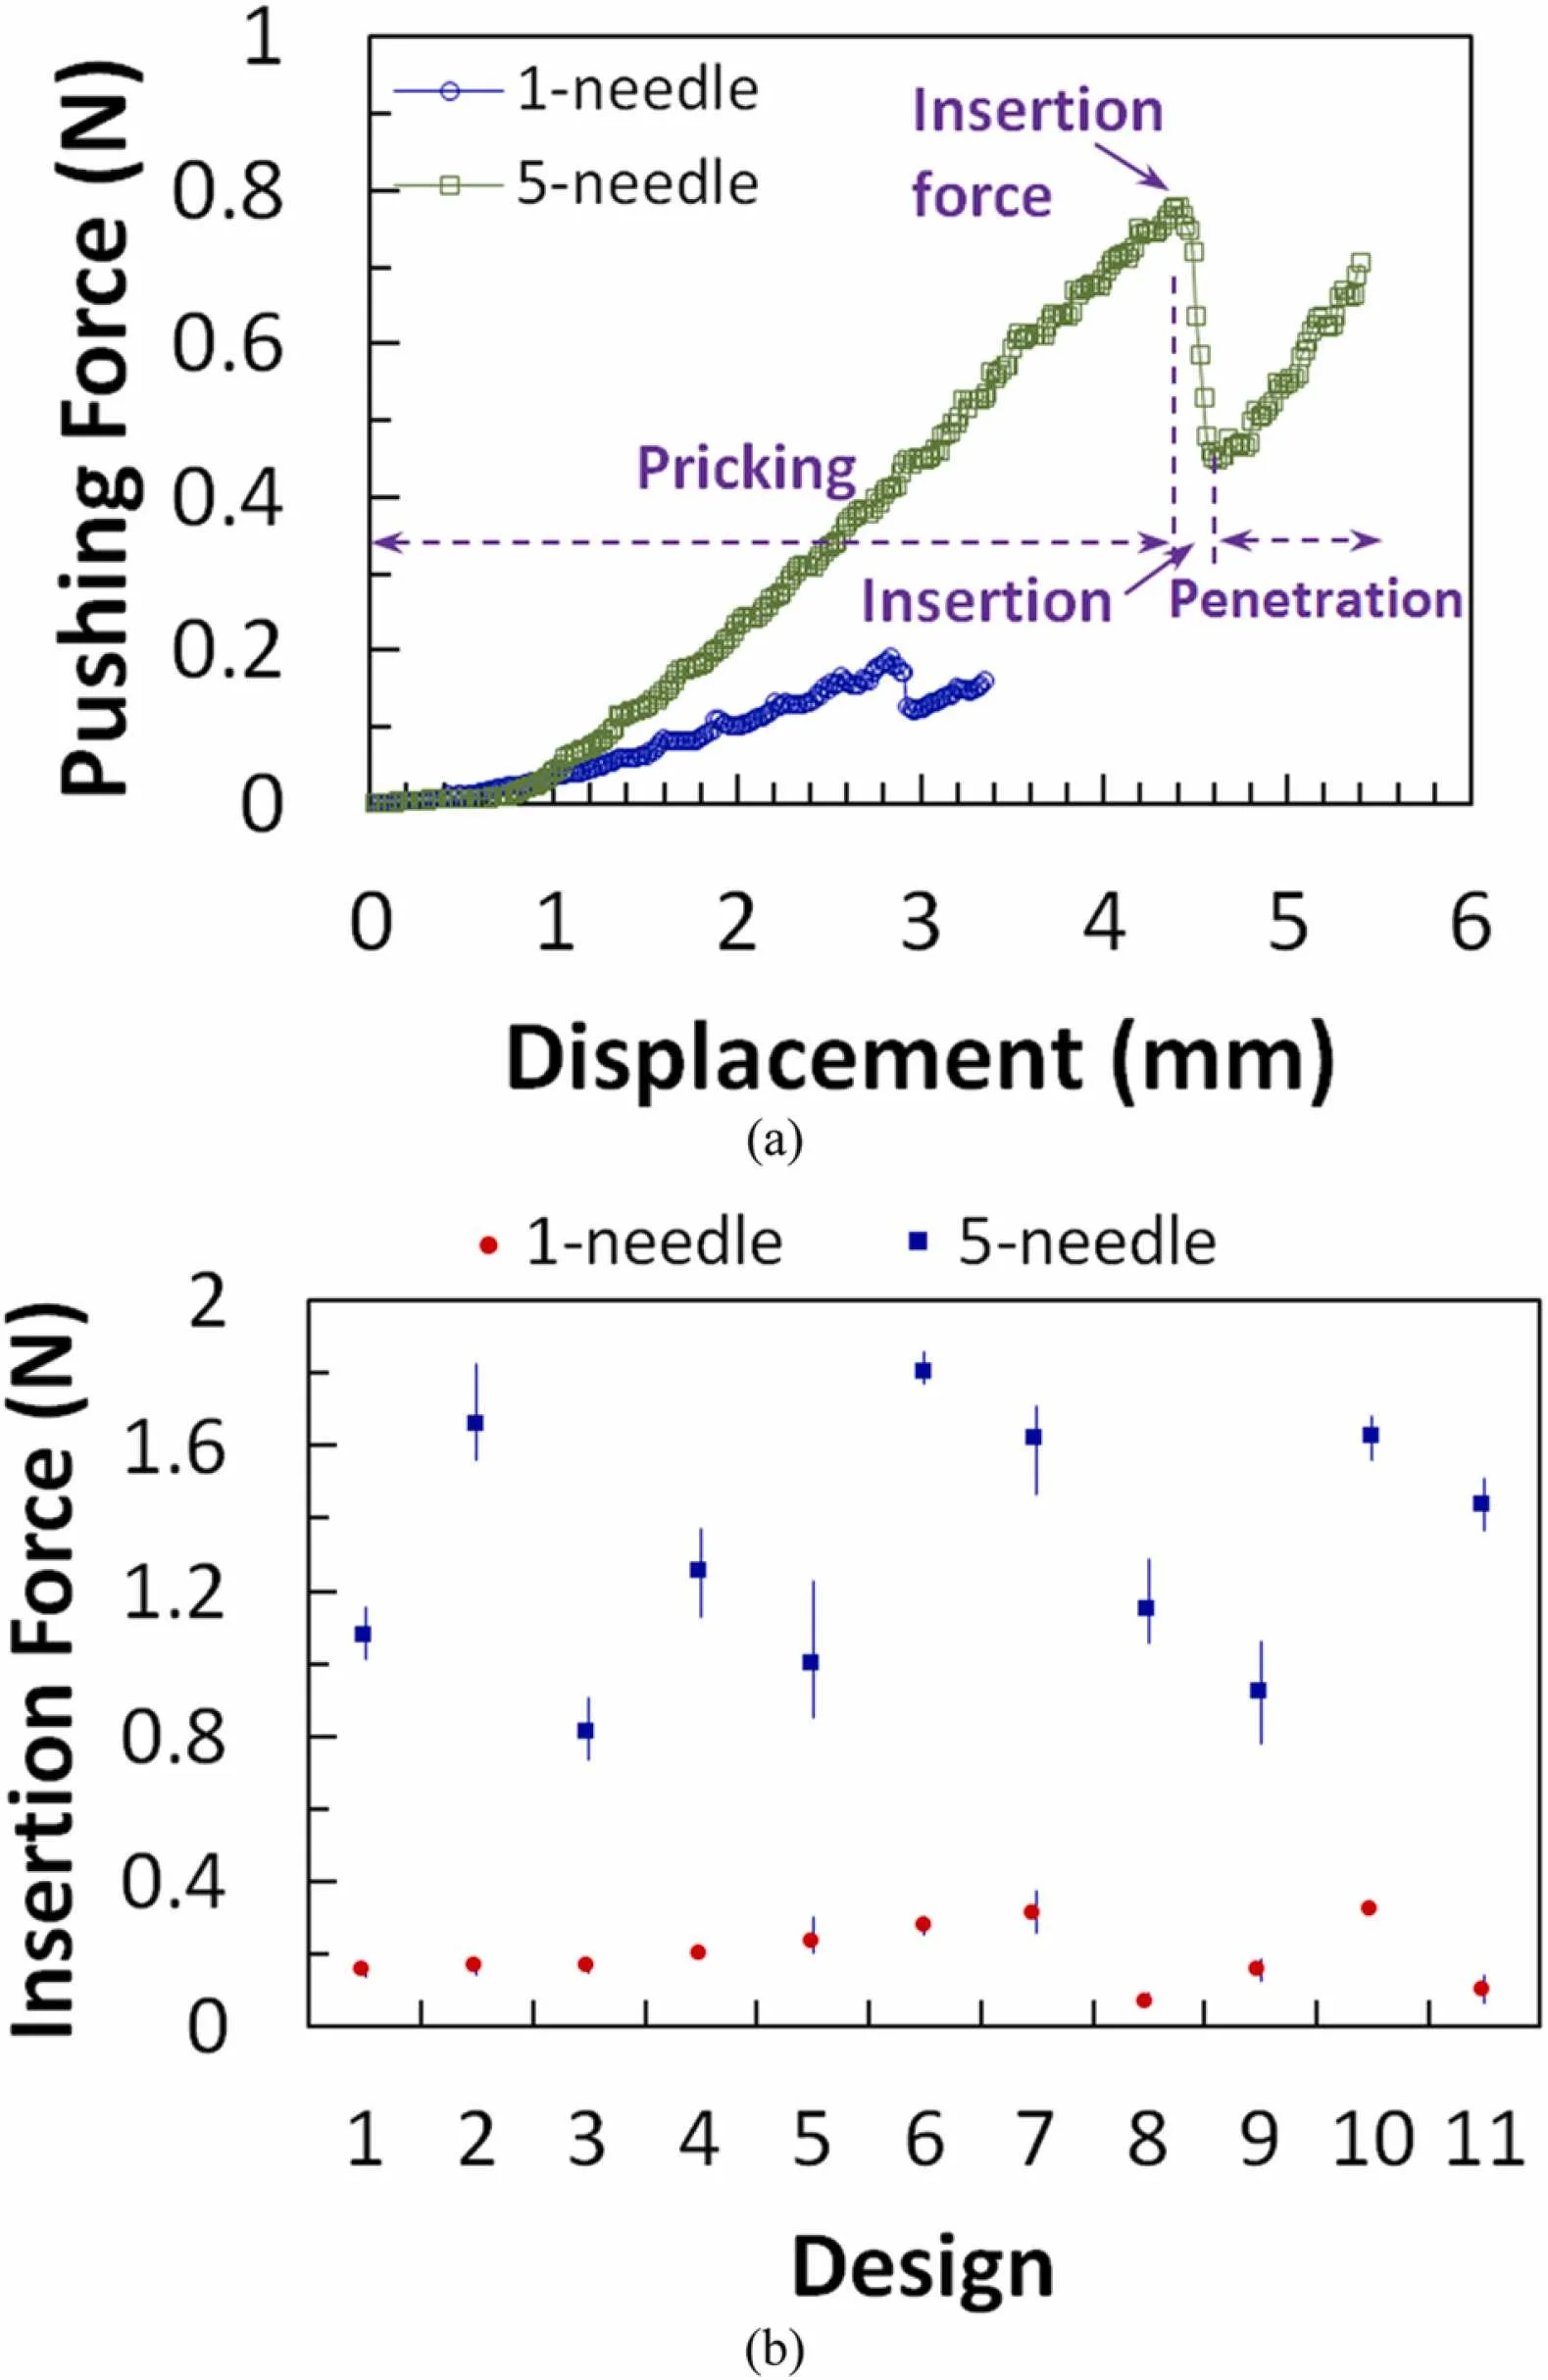 Pushing Force (N)
1
0.8
0.6
0.4
0.2
0
1-needle
5-needle
Insertion
force
Pricking
Insertion
Penetration
0 1 2 3 4 5 6
Displacement (mm)
(a)
1-needle 5-needle
Insertion Force (N)
2
1.6
1.2
0.8
0.4
0
1 2 3 4 5 6 7 8 9 10 11
Design
(b)